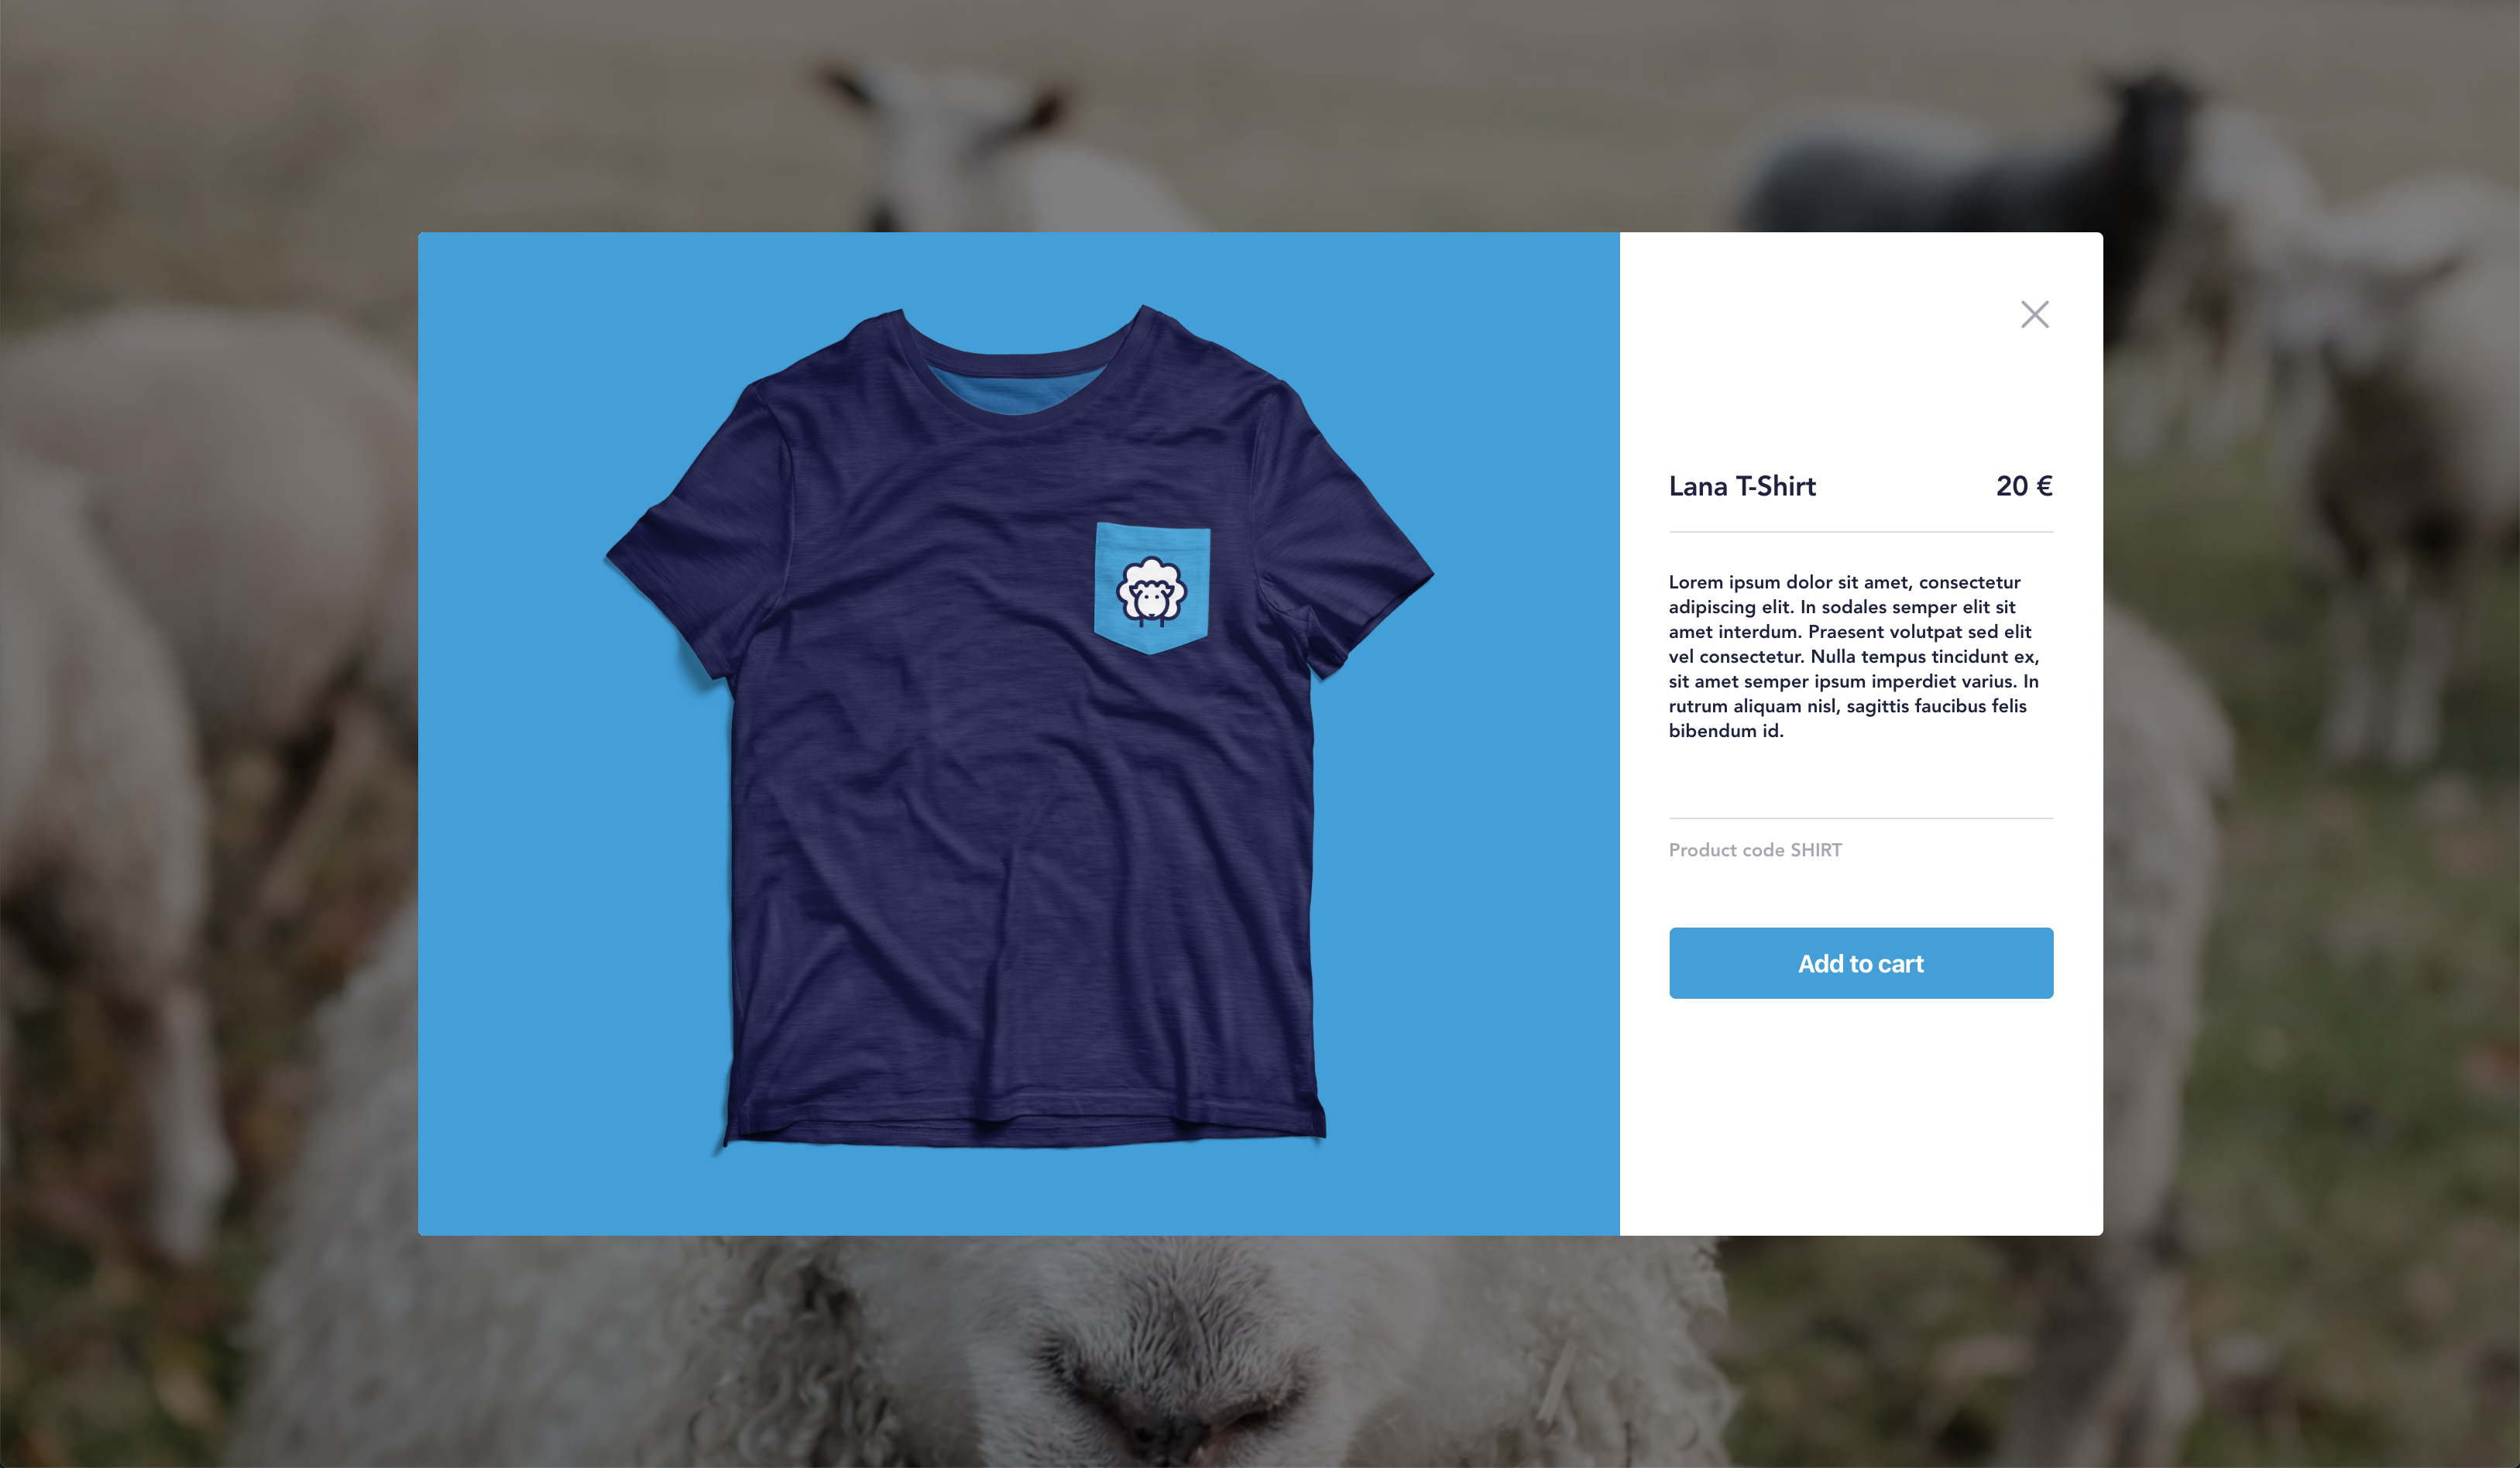 Lana T-Shirt 20 €
Lorem ipsum dolor sit amet, consectetur
adipiscing elit. In sodales semper elit sit
amet interdum. Praesent volutpat sed elit
vel consectetur. Nulla tempus tincidunt ex,
sit amet semper ipsum imperdiet varius. In
rutrum aliquam nisl, sagittis faucibus felis
bibendum id.
Product code SHIRT
Add to cart